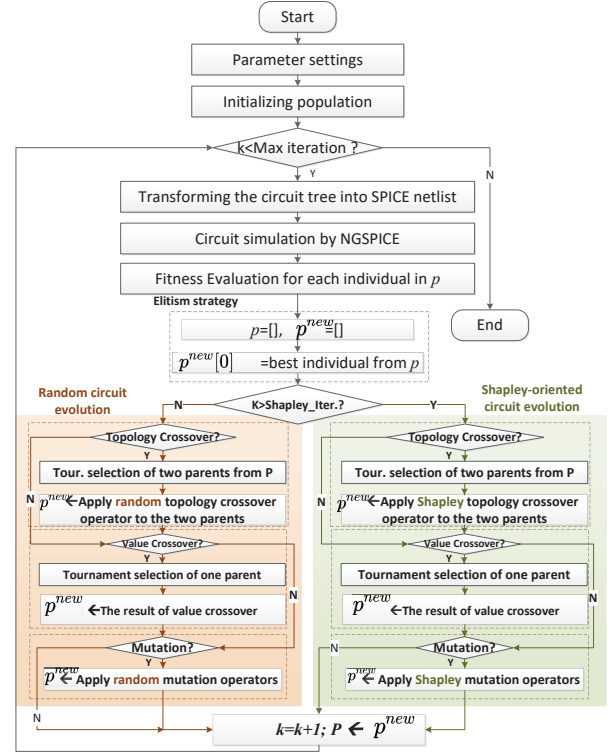 Start
Parameter settings
Initializing population
k<Max iteration ?
Y
N
Transforming the circuit tree into SPICE netlist
Circuit simulation by NGSPICE
Fitness Evaluation for each individual in p
Elitism strategy
p=[], p^new=[]
End
p^new[0] =best individual from p
Random circuit
evolution
N
K>Shapley_Iter.?
Y
Shapley-oriented
circuit evolution
Topology Crossover?
Y
Tour. selection of two parents from P
N
p^new ←Apply random topology crossover
operator to the two parents
Value Crossover?
Y
Tournament selection of one parent
N
p^new ←The result of value crossover
Mutation?
Y
p^new ← Apply random mutation operators
N
Topology Crossover?
Y
Tour. selection of two parents from P
N
p^new ←Apply Shapley topology crossover
operator to the two parents
Value Crossover?
Y
Tournament selection of one parent
N
p^new ←The result of value crossover
N
Mutation?
Y
p^new ← Apply Shapley mutation operators
k=k+1; P ← p^new